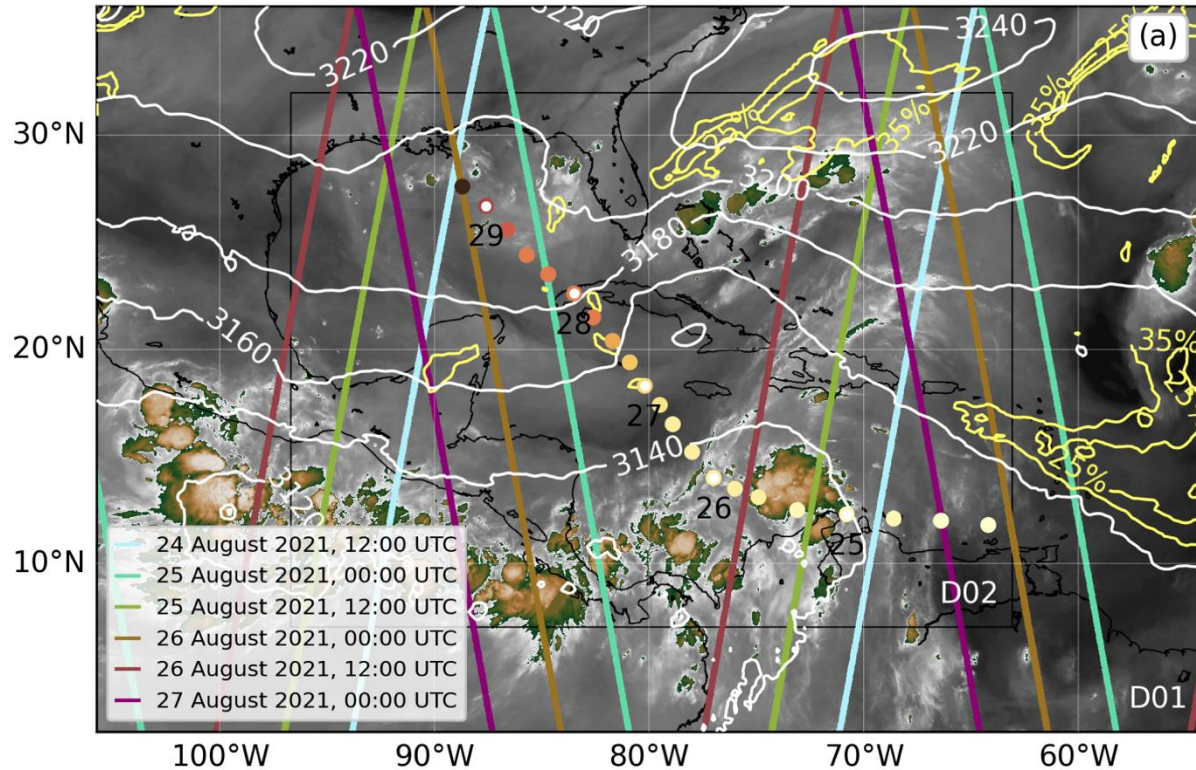 (a)
3220
3220
3240
35%
35%
35%
3220
30°N
3200
29
3180
28
20°N
3160
35%
27
3140
26
25
10°N
D02
D01
24 August 2021, 12:00 UTC
25 August 2021, 00:00 UTC
25 August 2021, 12:00 UTC
26 August 2021, 00:00 UTC
26 August 2021, 12:00 UTC
27 August 2021, 00:00 UTC
100°W
90°W
80°W
70°W
60°W